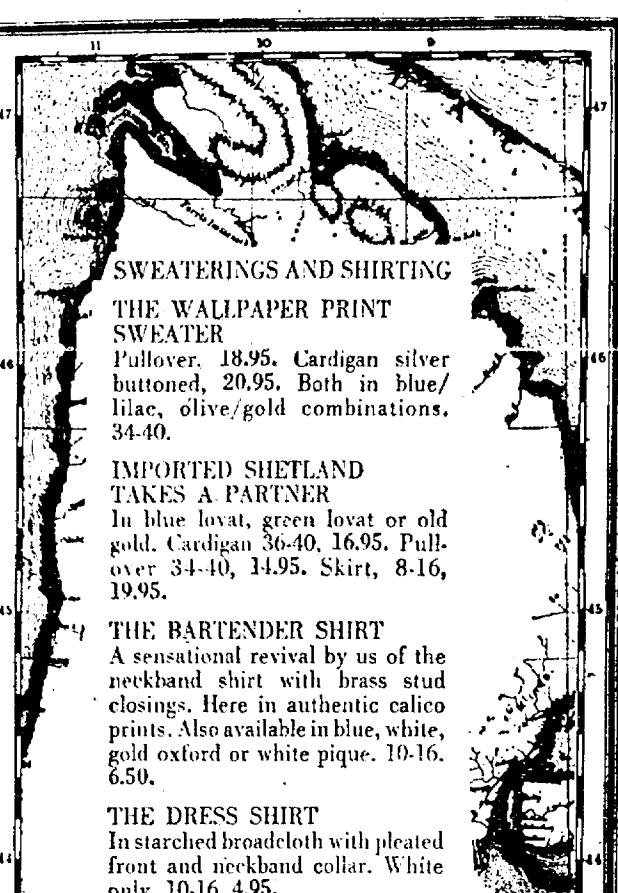 11 10 9
47 47
SWEATERINGS AND SHIRTING
THE WALLPAPER PRINT
SWEATER
Pullover, 18.95. Cardigan silver
buttoned, 20.95. Both in blue/
lilac, olive/gold combinations.
34-40.
46 46
IMPORTED SHETLAND
TAKES A PARTNER
In blue lovat, green lovat or old
gold. Cardigan 36-40, 16.95. Pull-
over 34-40, 14.95. Skirt, 8-16,
19.95.
45 45
THE BARTENDER SHIRT
A sensational revival by us of the
neckband shirt with brass stud
closings. Here in authentic calico
prints. Also available in blue, white,
gold oxford or white pique. 10-16.
6.50.
THE DRESS SHIRT
In starched broadcloth with pleated
front and neckband collar. White
only. 10-16. 4.95.
44 44